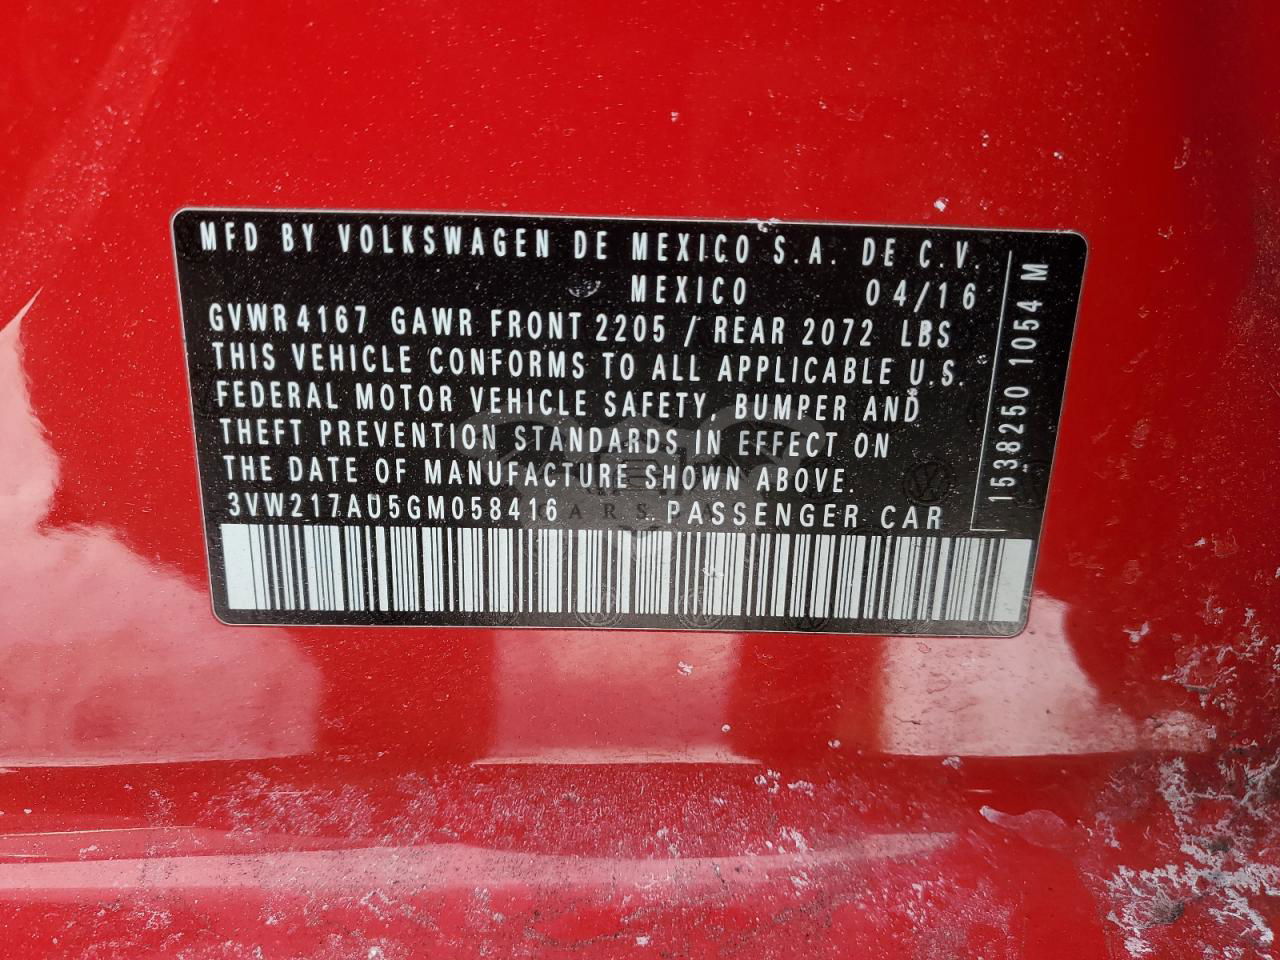 MFD BY VOLKSWAGEN DE MEXICO S.A. DE C.V.
MEXICO 04/16
GVWR 4167 GAWR FRONT 2205 / REAR 2072 LBS
THIS VEHICLE CONFORMS TO ALL APPLICABLE U.S.
FEDERAL MOTOR VEHICLE SAFETY, BUMPER AND
THEFT PREVENTION STANDARDS IN EFFECT ON
THE DATE OF MANUFACTURE SHOWN ABOVE.
3VW217AU5GM058416 PASSENGER CAR
1538250 1054 M